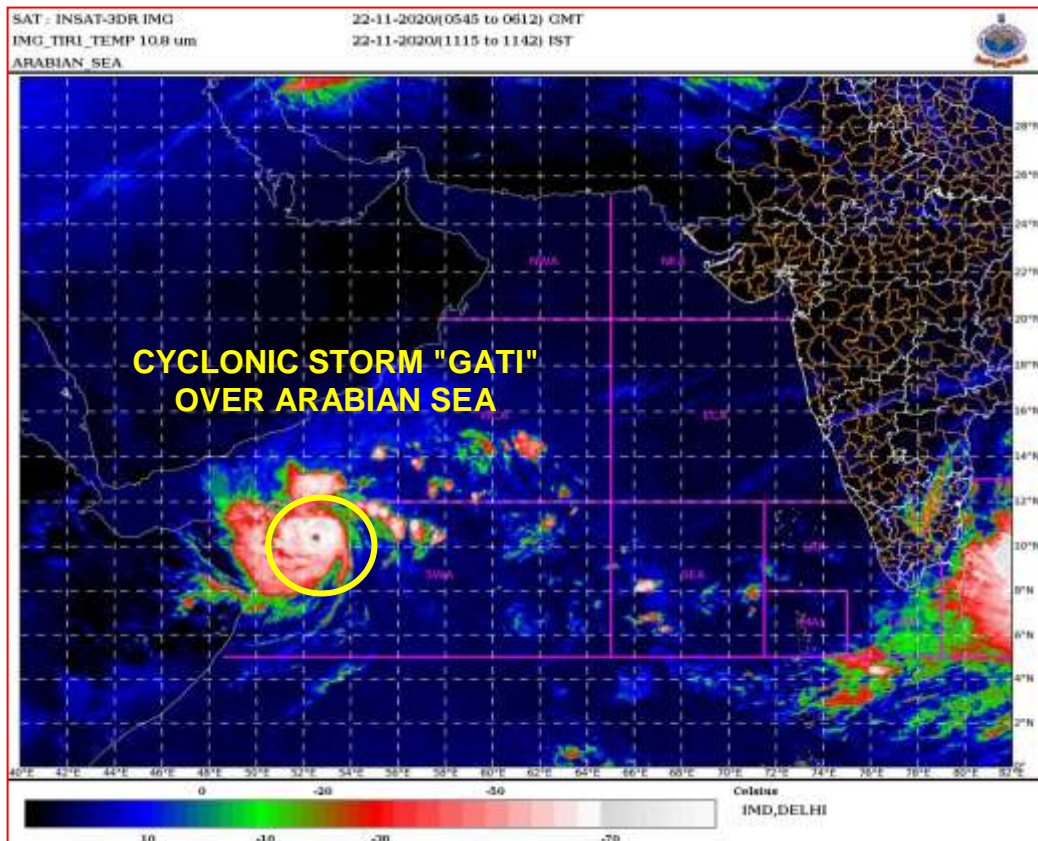 SAT : INSAT-3DR IMG
22-11-2020/(0545 to 0612) GMT
IMG_TIR1_TEMP 10.8 um
22-11-2020/(1115 to 1142) IST
ARABIAN_SEA
28°N
26°N
24°N
NWA
NEA
22°N
20°N
CYCLONIC STORM "GATI"
18°N
OVER ARABIAN SEA
16°N
14°N
12°N
10°N
SWA
SEA
8°N
6°N
4°N
2°N
0°
40°E 42°E 44°E 46°E 48°E 50°E 52°E 54°E 56°E 58°E 60°E 62°E 64°E 66°E 68°E 70°E 72°E 74°E 76°E 78°E 80°E 82°E
0 -20 -50 Celsius
IMD,DELHI
10 -10 -30 -70